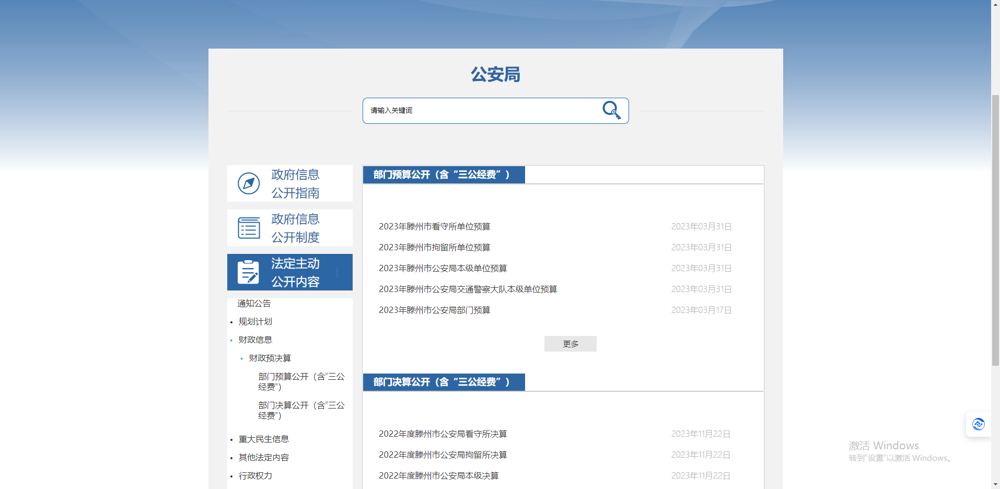 公安局
请输入关键词
政府信息
公开指南
政府信息
公开制度
法定主动
公开内容
通知公告
规划计划
财政信息
财政预决算
部门预算公开（含“三公
经费”）
部门决算公开（含“三公
经费”）
重大民生信息
其他法定内容
行政权力
部门预算公开（含“三公经费”）
2023年滕州市看守所单位预算 2023年03月31日
2023年滕州市拘留所单位预算 2023年03月31日
2023年滕州市公安局本级单位预算 2023年03月31日
2023年滕州市公安局交通警察大队本级单位预算 2023年03月31日
2023年滕州市公安局部门预算 2023年03月17日
更多
部门决算公开（含“三公经费”）
2022年度滕州市公安局看守所决算 2023年11月22日
2022年度滕州市公安局拘留所决算 2023年11月22日
2022年度滕州市公安局本级决算 2023年11月22日
激活 Windows
转到“设置”以激活 Windows。